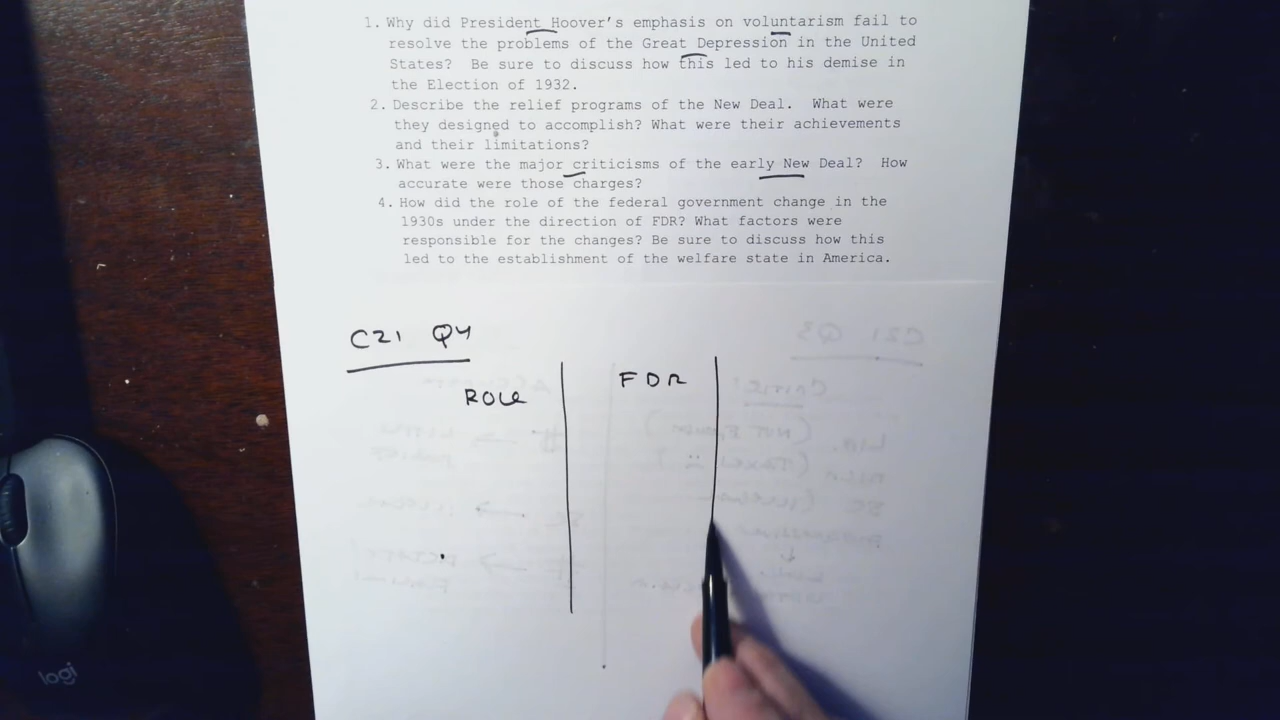 1. Why did President Hoover's emphasis on voluntarism fail to
resolve the problems of the Great Depression in the United
States? Be sure to discuss how this led to his demise in
the Election of 1932.
2. Describe the relief programs of the New Deal. What were
they designed to accomplish? What were their achievements
and their limitations?
3. What were the major criticisms of the early New Deal? How
accurate were those charges?
4. How did the role of the federal government change in the
1930s under the direction of FDR? What factors were
responsible for the changes? Be sure to discuss how this
led to the establishment of the welfare state in America.
C21 Q4
C21 Q3
ROLE
FDR
logi